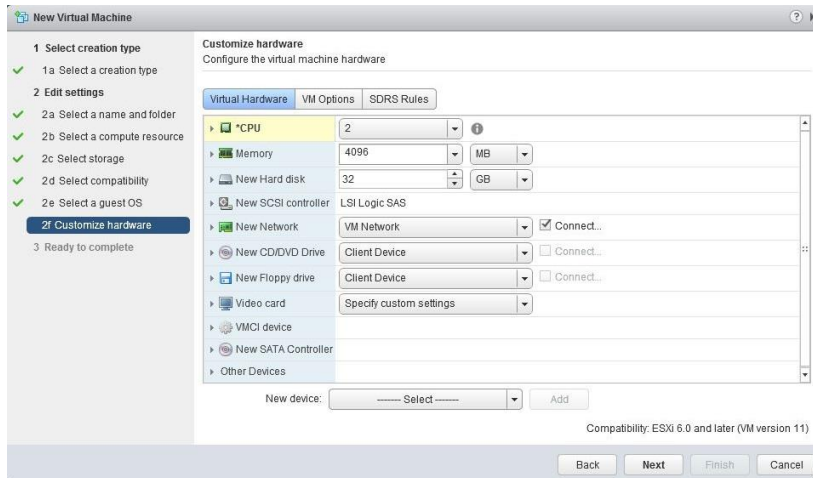 New Virtual Machine
?
1 Select creation type
1a Select a creation type
2 Edit settings
2a Select a name and folder
2b Select a compute resource
2c Select storage
2d Select compatibility
2e Select a guest OS
2f Customize hardware
3 Ready to complete
Customize hardware
Configure the virtual machine hardware
Virtual Hardware VM Options SDRS Rules
*CPU 2
Memory 4096 MB
New Hard disk 32 GB
New SCSI controller LSI Logic SAS
New Network VM Network Connect...
New CD/DVD Drive Client Device Connect...
New Floppy drive Client Device Connect...
Video card Specify custom settings
VMCI device
New SATA Controller
Other Devices
New device: ------- Select ------- Add
Compatibility: ESXi 6.0 and later (VM version 11)
Back Next Finish Cancel